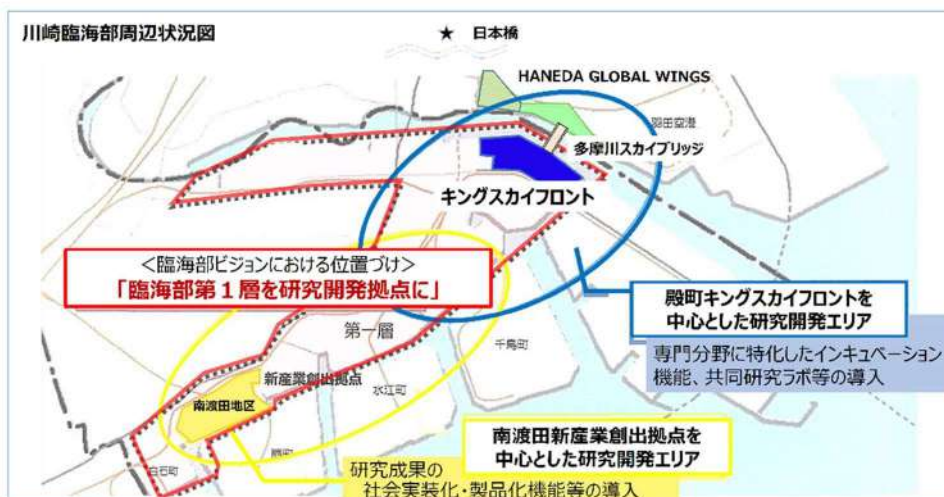 川崎臨海部周辺状況図
★ 日本橋
HANEDA GLOBAL WINGS
羽田空港
多摩川スカイブリッジ
キングスカイフロント
<臨海部ビジョンにおける位置づけ>
「臨海部第1層を研究開発拠点に」
殿町キングスカイフロントを
中心とした研究開発エリア
専門分野に特化したインキュベーション
機能、共同研究ラボ等の導入
第一層
千鳥町
新産業創出拠点
水江町
南渡田地区
南渡田新産業創出拠点を
中心とした研究開発エリア
白石町
研究成果の
社会実装化・製品化機能等の導入